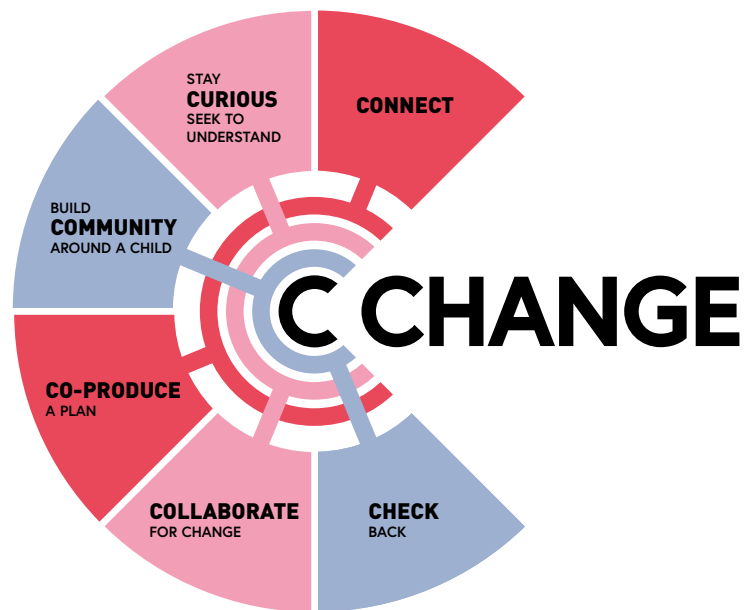 CONNECT
STAY
CURIOUS
SEEK TO
UNDERSTAND
BUILD
COMMUNITY
AROUND A CHILD
CO-PRODUCE
A PLAN
COLLABORATE
FOR CHANGE
CHECK
BACK
C CHANGE